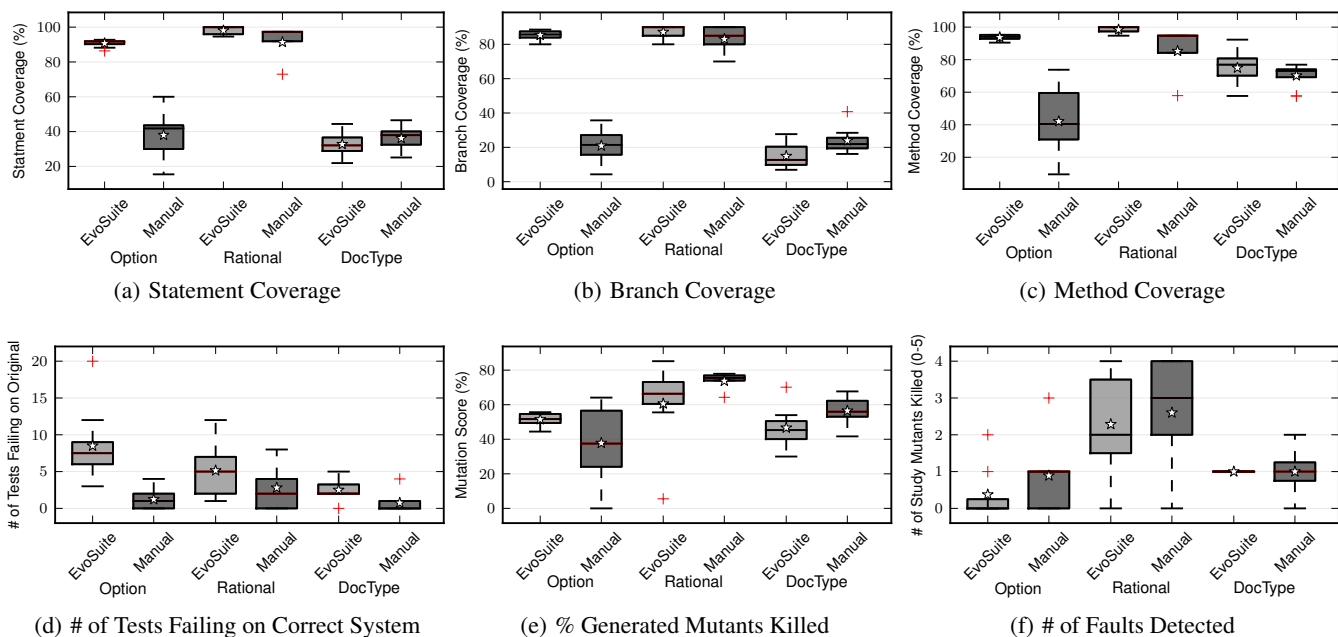 Statment Coverage (%)
100
80
60
40
20
EvoSuite
Manual
EvoSuite
Manual
EvoSuite
Manual
Option
Rational
DocType
(a) Statement Coverage
Branch Coverage (%)
80
60
40
20
0
EvoSuite
Manual
EvoSuite
Manual
EvoSuite
Manual
Option
Rational
DocType
(b) Branch Coverage
Method Coverage (%)
100
80
60
40
20
EvoSuite
Manual
EvoSuite
Manual
EvoSuite
Manual
Option
Rational
DocType
(c) Method Coverage
# of Tests Failing on Original
20
15
10
5
0
EvoSuite
Manual
EvoSuite
Manual
EvoSuite
Manual
Option
Rational
DocType
(d) # of Tests Failing on Correct System
Mutation Score (%)
80
60
40
20
0
EvoSuite
Manual
EvoSuite
Manual
EvoSuite
Manual
Option
Rational
DocType
(e) % Generated Mutants Killed
# of Study Mutants Killed (0-5)
4
3
2
1
0
EvoSuite
Manual
EvoSuite
Manual
EvoSuite
Manual
Option
Rational
DocType
(f) # of Faults Detected